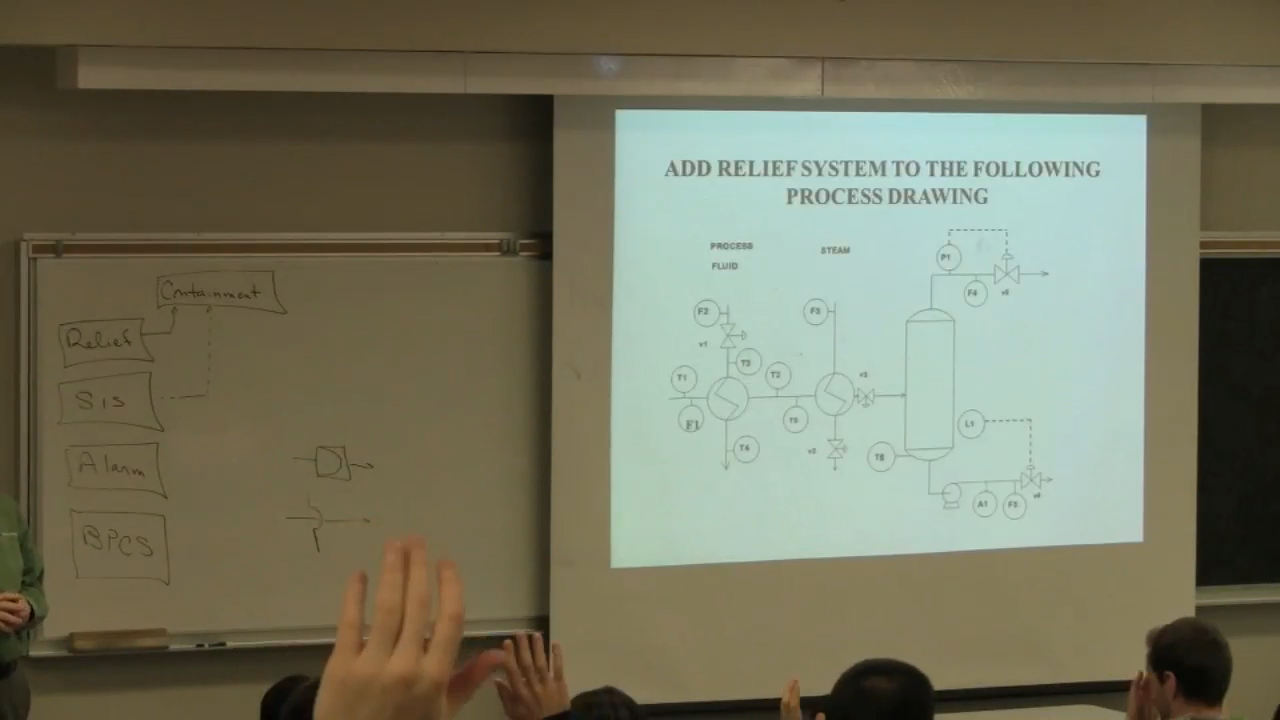 Containment
Relief
SIS
Alarm
BPCS
ADD RELIEF SYSTEM TO THE FOLLOWING
PROCESS DRAWING
PROCESS
FLUID
STEAM
P1
F4
F2
F3
v1
T3
T1
T2
v3
F1
T5
L1
T4
v2
T6
A1
F5